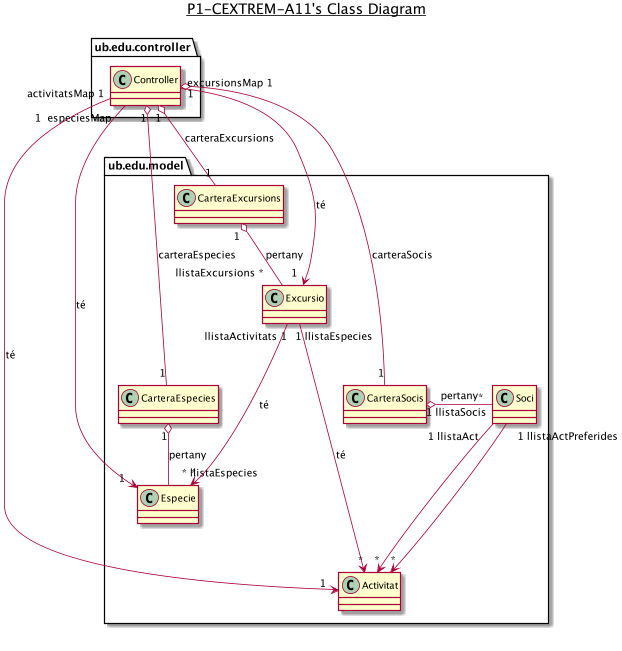 P1-CEXTREM-A11's Class Diagram
ub.edu.controller
C Controller
excursionsMap 1
activitatsMap 1
1
1 especiesMap
1
1
carteraExcursions
ub.edu.model
1
C CarteraExcursions
té
1
pertany
carteraEspecies
carteraSocis
llistaExcursions *
1
C Excursio
té
llistaActivitats 1
1 llistaEspecies
té
1
1
C CarteraEspecies
C CarteraSocis
pertany *
C Soci
té
1 llistaSocis
1
1 llistaAct
1 llistaActPreferides
pertany
té
1
* llistaEspecies
*
C Especie
*
*
*
1
C Activitat